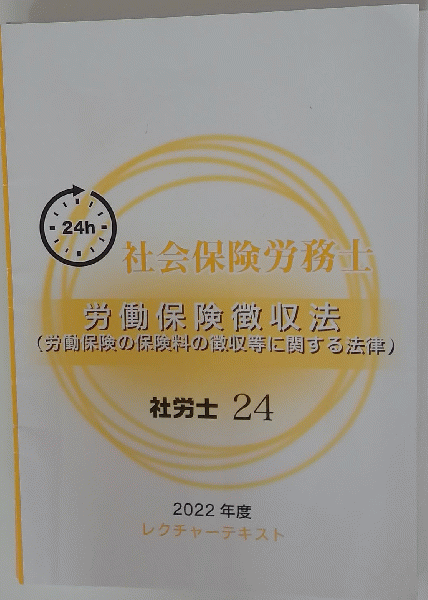 24h
社会保険労務士
労働保険徴収法
(労働保険の保険料の徴収等に関する法律)
社労士 24
2022 年度
レクチャーテキスト